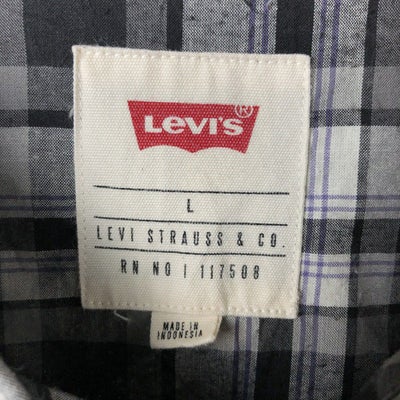 LEVI'S®
L
LEVI STRAUSS & CO.
RN NO | 117508
MADE IN
INDONESIA